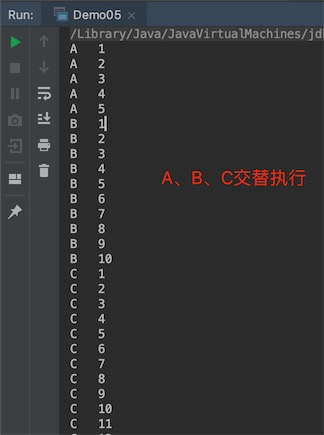 Run: Demo05 ×
/Library/Java/JavaVirtualMachines/jd
A 1
A 2
A 3
A 4
A 5
B 1
B 2
B 3
B 4
B 5
B 6
B 7
B 8
B 9
B 10
C 1
C 2
C 3
C 4
C 5
C 6
C 7
C 8
C 9
C 10
C 11
A、B、C交替执行